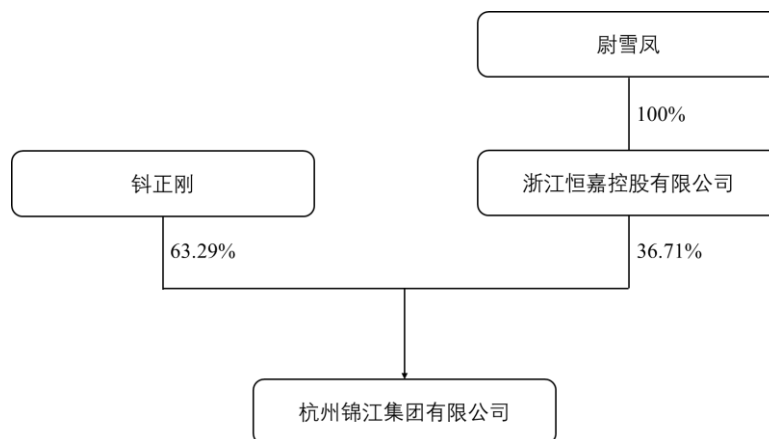 尉雪凤
100%
钭正刚
浙江恒嘉控股有限公司
63.29%
36.71%
杭州锦江集团有限公司